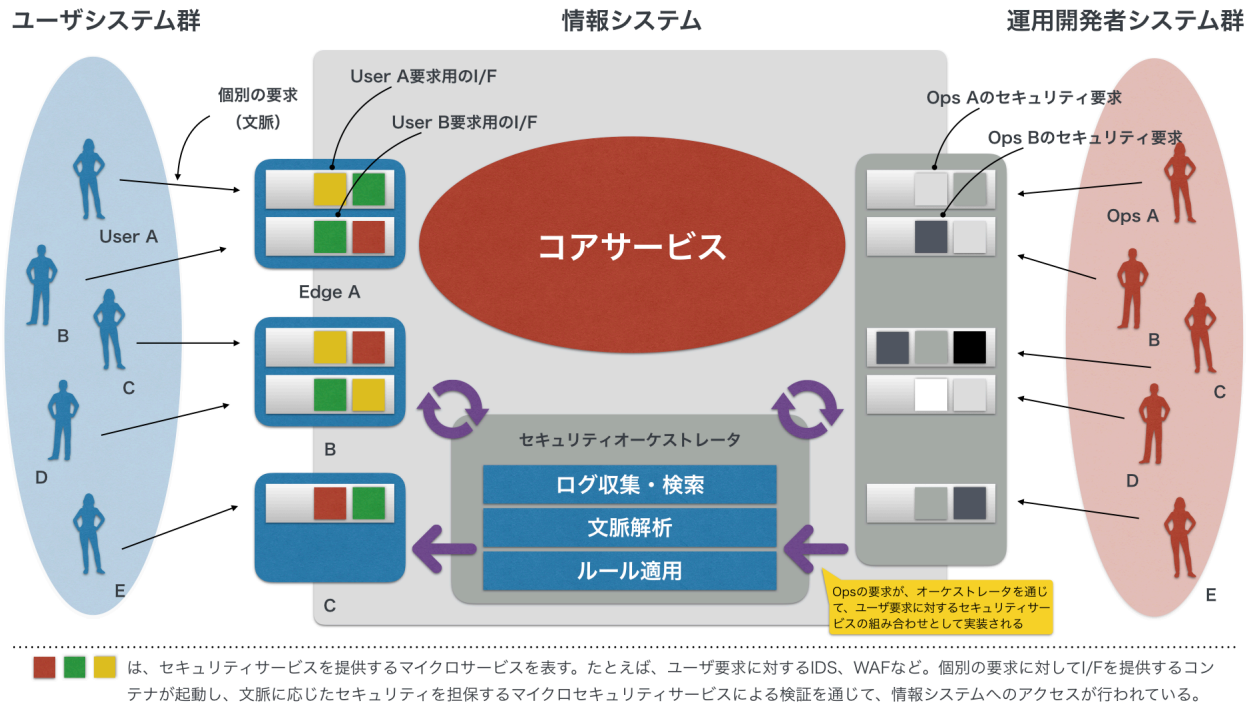 ユーザシステム群
情報システム
運用開発者システム群
User A要求用のI/F
個別の要求
（文脈）
User B要求用のI/F
Ops Aのセキュリティ要求
Ops Bのセキュリティ要求
コアサービス
User A
Ops A
Edge A
B
B
C
C
D
D
B
E
E
C
セキュリティオーケストレータ
ログ収集・検索
文脈解析
ルール適用
Opsの要求が、オーケストレータを通じ
て、ユーザ要求に対するセキュリティサー
ビスの組み合わせとして実装される
は、セキュリティサービスを提供するマイクロサービスを表す。たとえば、ユーザ要求に対するIDS、WAFなど。個別の要求に対してI/Fを提供するコン
テナが起動し、文脈に応じたセキュリティを担保するマイクロセキュリティサービスによる検証を通じて、情報システムへのアクセスが行われている。